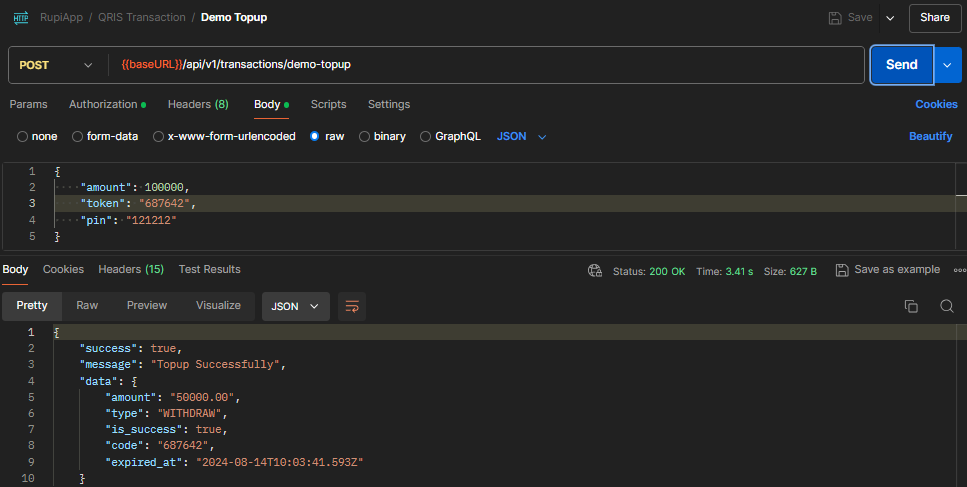 HTTP RupiApp / QRIS Transaction / Demo Topup Save Share
POST {{baseURL}}/api/v1/transactions/demo-topup Send
Params Authorization Headers (8) Body Scripts Settings Cookies
none form-data x-www-form-urlencoded raw binary GraphQL JSON Beautify
1 {
2 ····"amount":·100000,
3 ····"token":·"687642",
4 ····"pin":·"121212"
5 }
Body Cookies Headers (15) Test Results Status: 200 OK Time: 3.41 s Size: 627 B Save as example
Pretty Raw Preview Visualize JSON
1 {
2 "success": true,
3 "message": "Topup Successfully",
4 "data": {
5 "amount": "50000.00",
6 "type": "WITHDRAW",
7 "is_success": true,
8 "code": "687642",
9 "expired_at": "2024-08-14T10:03:41.593Z"
10 }